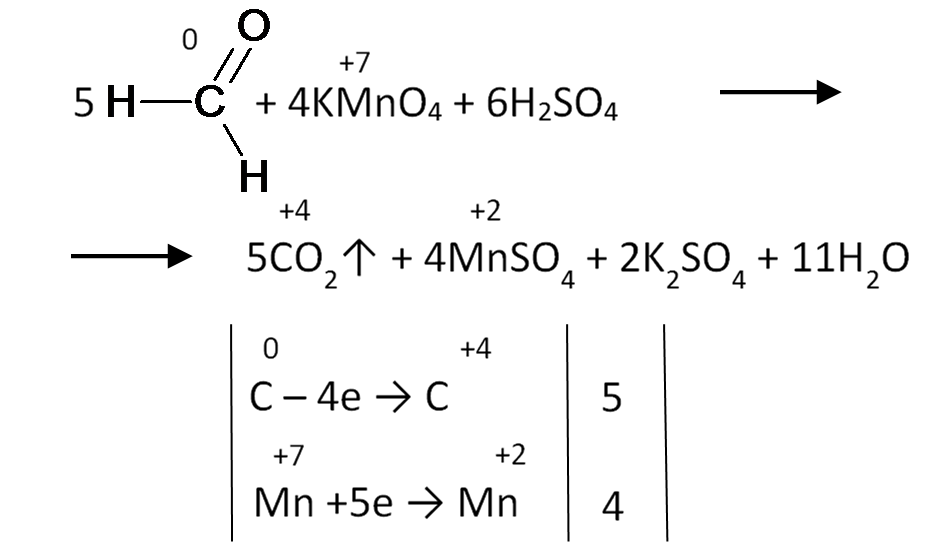 0 O
+7
5 H—C + 4KMnO₄ + 6H₂SO₄ ⟶
H
+4 +2
⟶ 5CO₂↑ + 4MnSO₄ + 2K₂SO₄ + 11H₂O
0 +4
C – 4e → C 5
+7 +2
Mn +5e → Mn 4